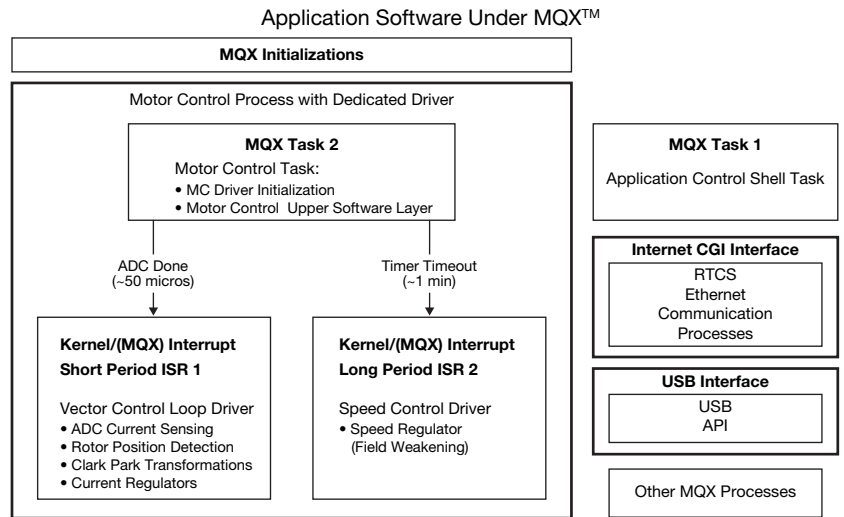 Application Software Under MQX™
MQX Initializations
Motor Control Process with Dedicated Driver
MQX Task 2
Motor Control Task:
• MC Driver Initialization
• Motor Control Upper Software Layer
ADC Done
(~50 micros)
Timer Timeout
(~1 min)
Kernel/(MQX) Interrupt
Short Period ISR 1
Vector Control Loop Driver
• ADC Current Sensing
• Rotor Position Detection
• Clark Park Transformations
• Current Regulators
Kernel/(MQX) Interrupt
Long Period ISR 2
Speed Control Driver
• Speed Regulator
(Field Weakening)
MQX Task 1
Application Control Shell Task
Internet CGI Interface
RTCS
Ethernet
Communication
Processes
USB Interface
USB
API
Other MQX Processes